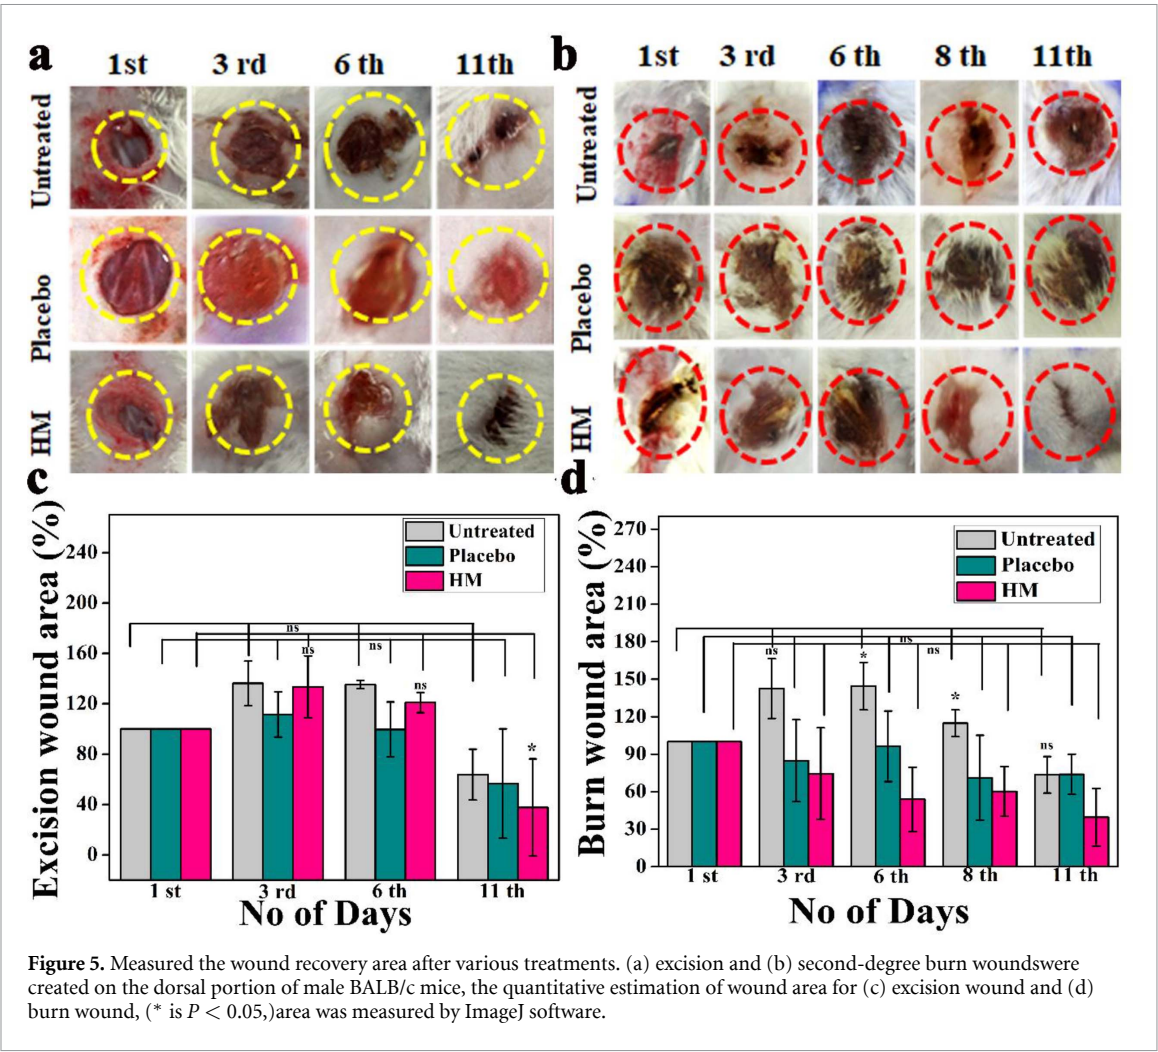 a
1st 3 rd 6 th 11th
Untreated
Placebo
HM
b
1st 3 rd 6 th 8 th 11th
Untreated
Placebo
HM
c
Excision wound area (%)
240
200
160
120
80
40
0
Untreated
Placebo
HM
ns
ns
ns
ns
*
1 st 3 rd 6 th 11 th
No of Days
d
Burn wound area (%)
270
240
210
180
150
120
90
60
30
0
Untreated
Placebo
HM
ns
ns
ns
*
*
ns
1 st 3 rd 6 th 8 th 11 th
No of Days
Figure 5. Measured the wound recovery area after various treatments. (a) excision and (b) second-degree burn woundswere
created on the dorsal portion of male BALB/c mice, the quantitative estimation of wound area for (c) excision wound and (d)
burn wound, (* is P < 0.05,)area was measured by ImageJ software.